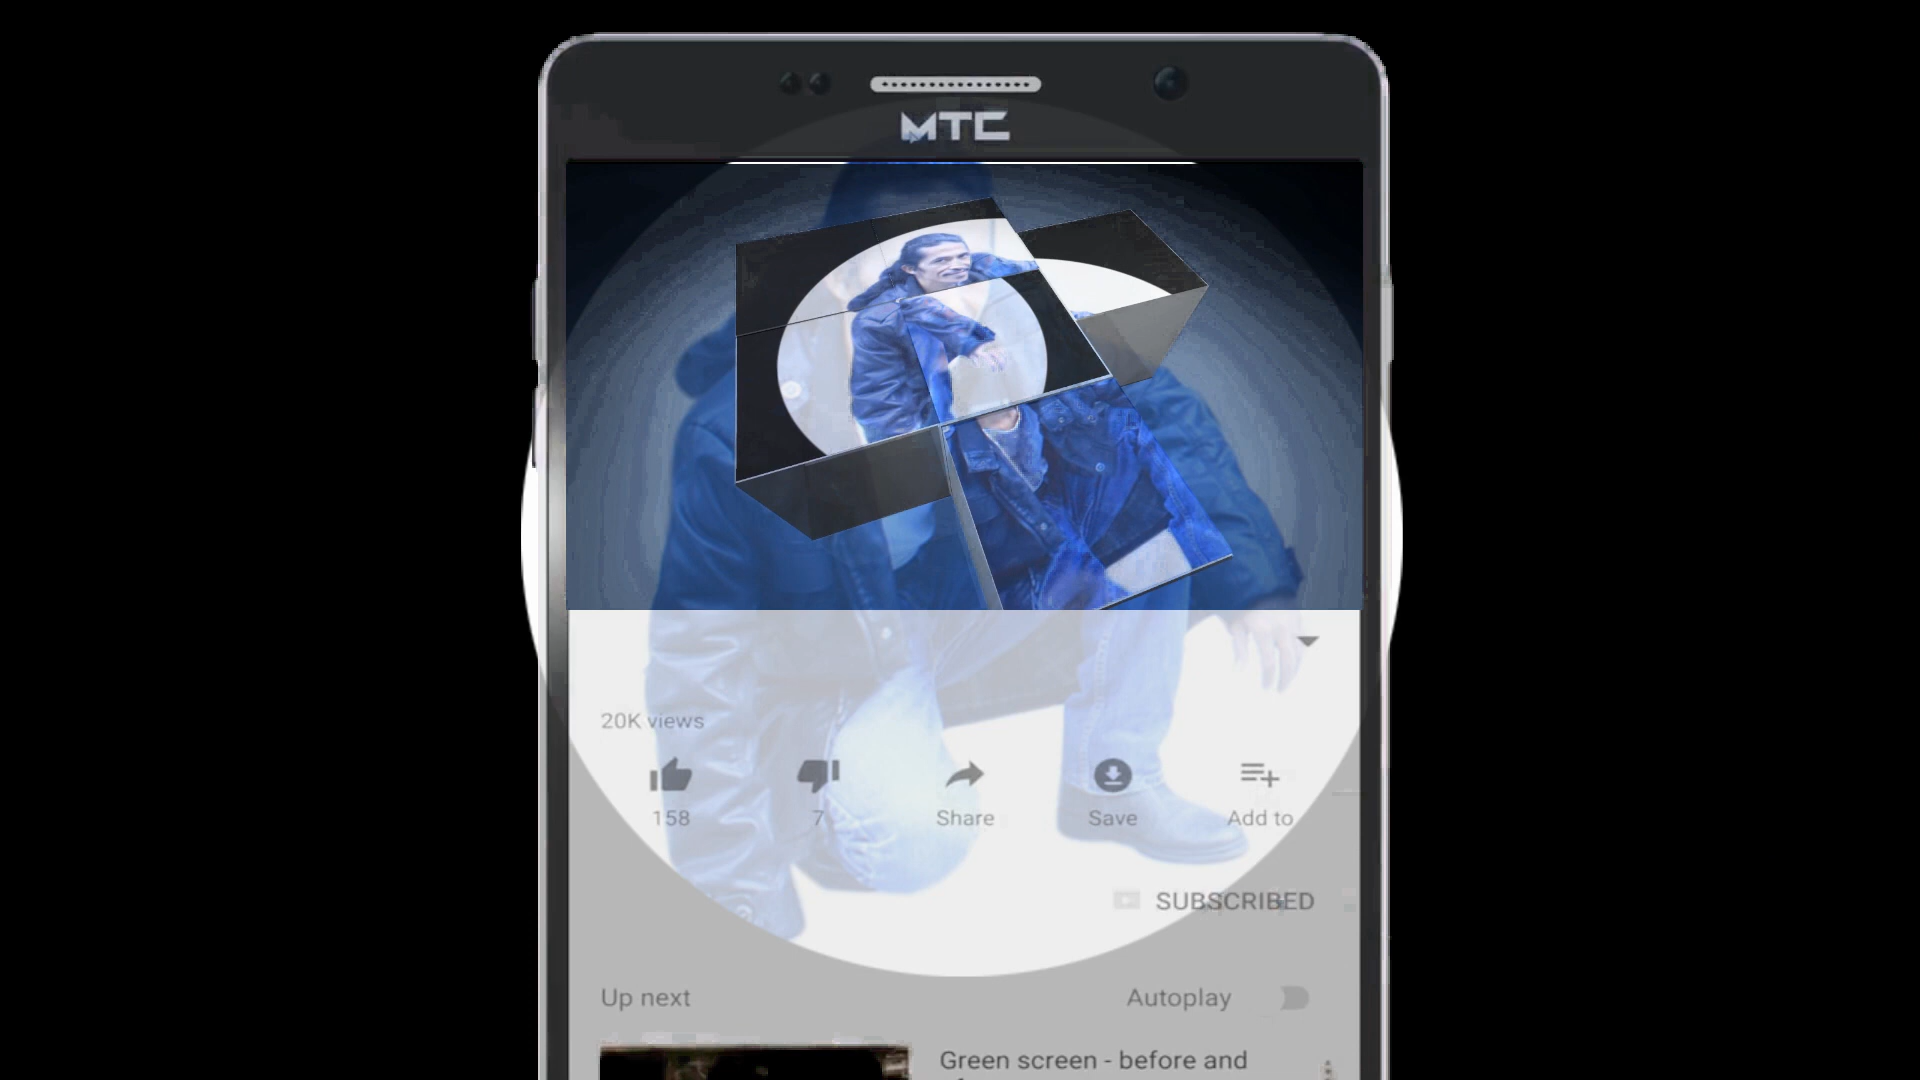 MTC
20K views
158
7
Share
Save
Add to
SUBSCRIBED
Up next
Autoplay
Green screen - before and